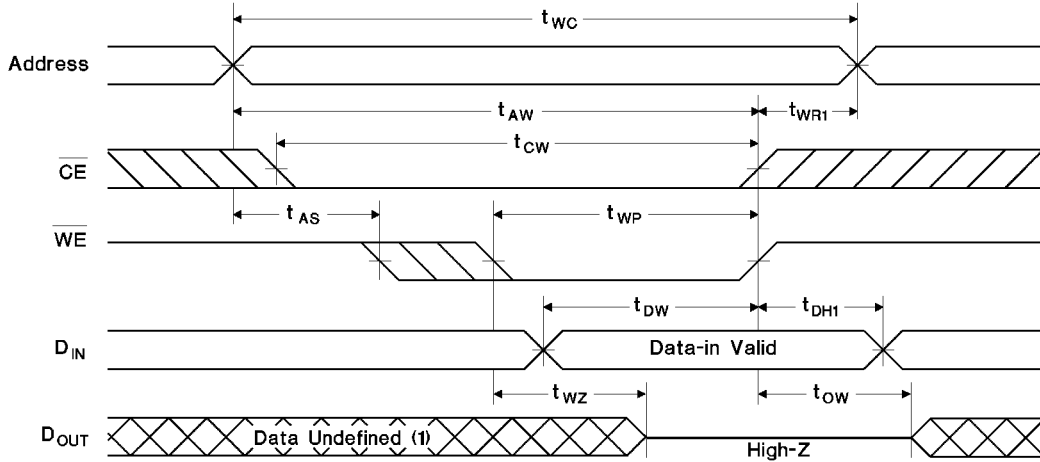 tWC
Address
tAW
tWR1
tCW
CE
tAS
tWP
WE
tDW
tDH1
DIN
Data-in Valid
tWZ
tOW
DOUT
Data Undefined (1)
High-Z